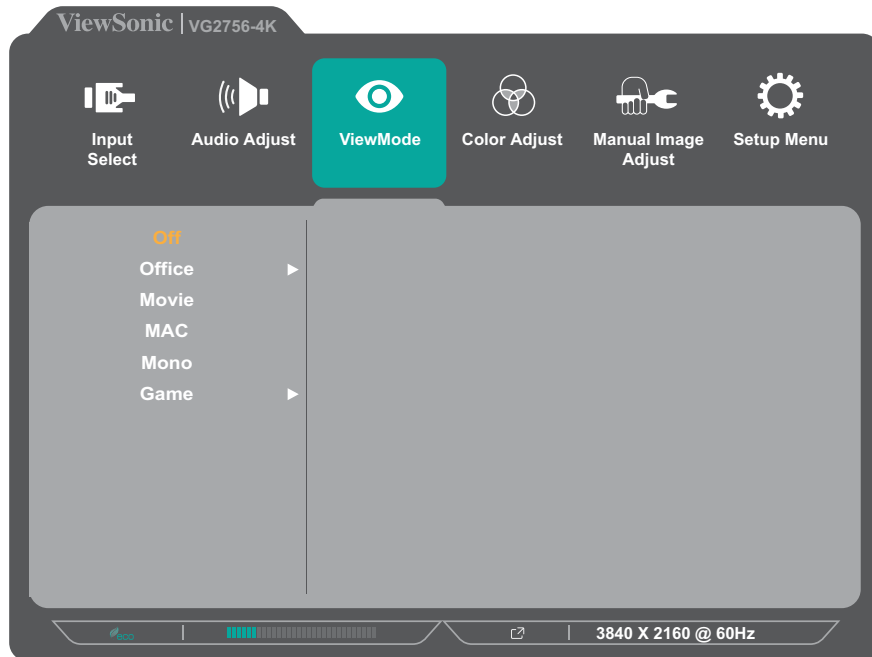 ViewSonic | VG2756-4K
Input Select
Audio Adjust
ViewMode
Color Adjust
Manual Image Adjust
Setup Menu
Off
Office
Movie
MAC
Mono
Game
eco
3840 X 2160 @ 60Hz